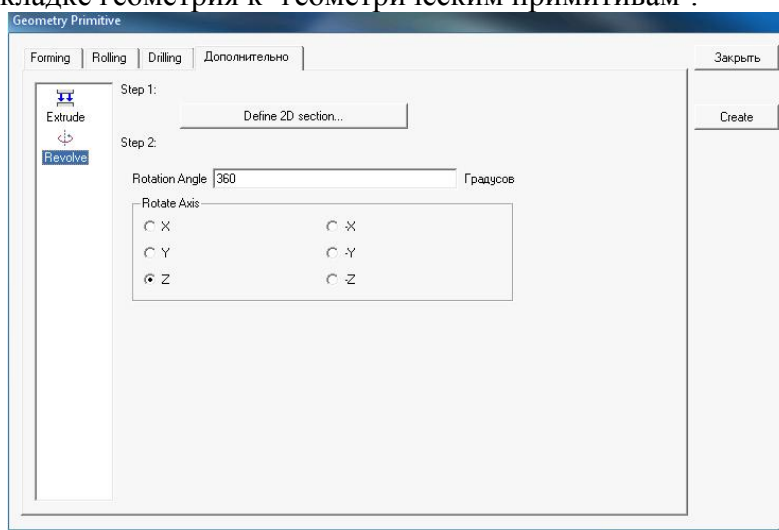 кладке геометрия к "геометрическим примитивам".
Geometry Primitive
Forming Rolling Drilling Дополнительно
Закрыть
Extrude
Revolve
Step 1:
Define 2D section...
Create
Step 2:
Rotation Angle 360 Градусов
Rotate Axis
X -X
Y -Y
Z -Z